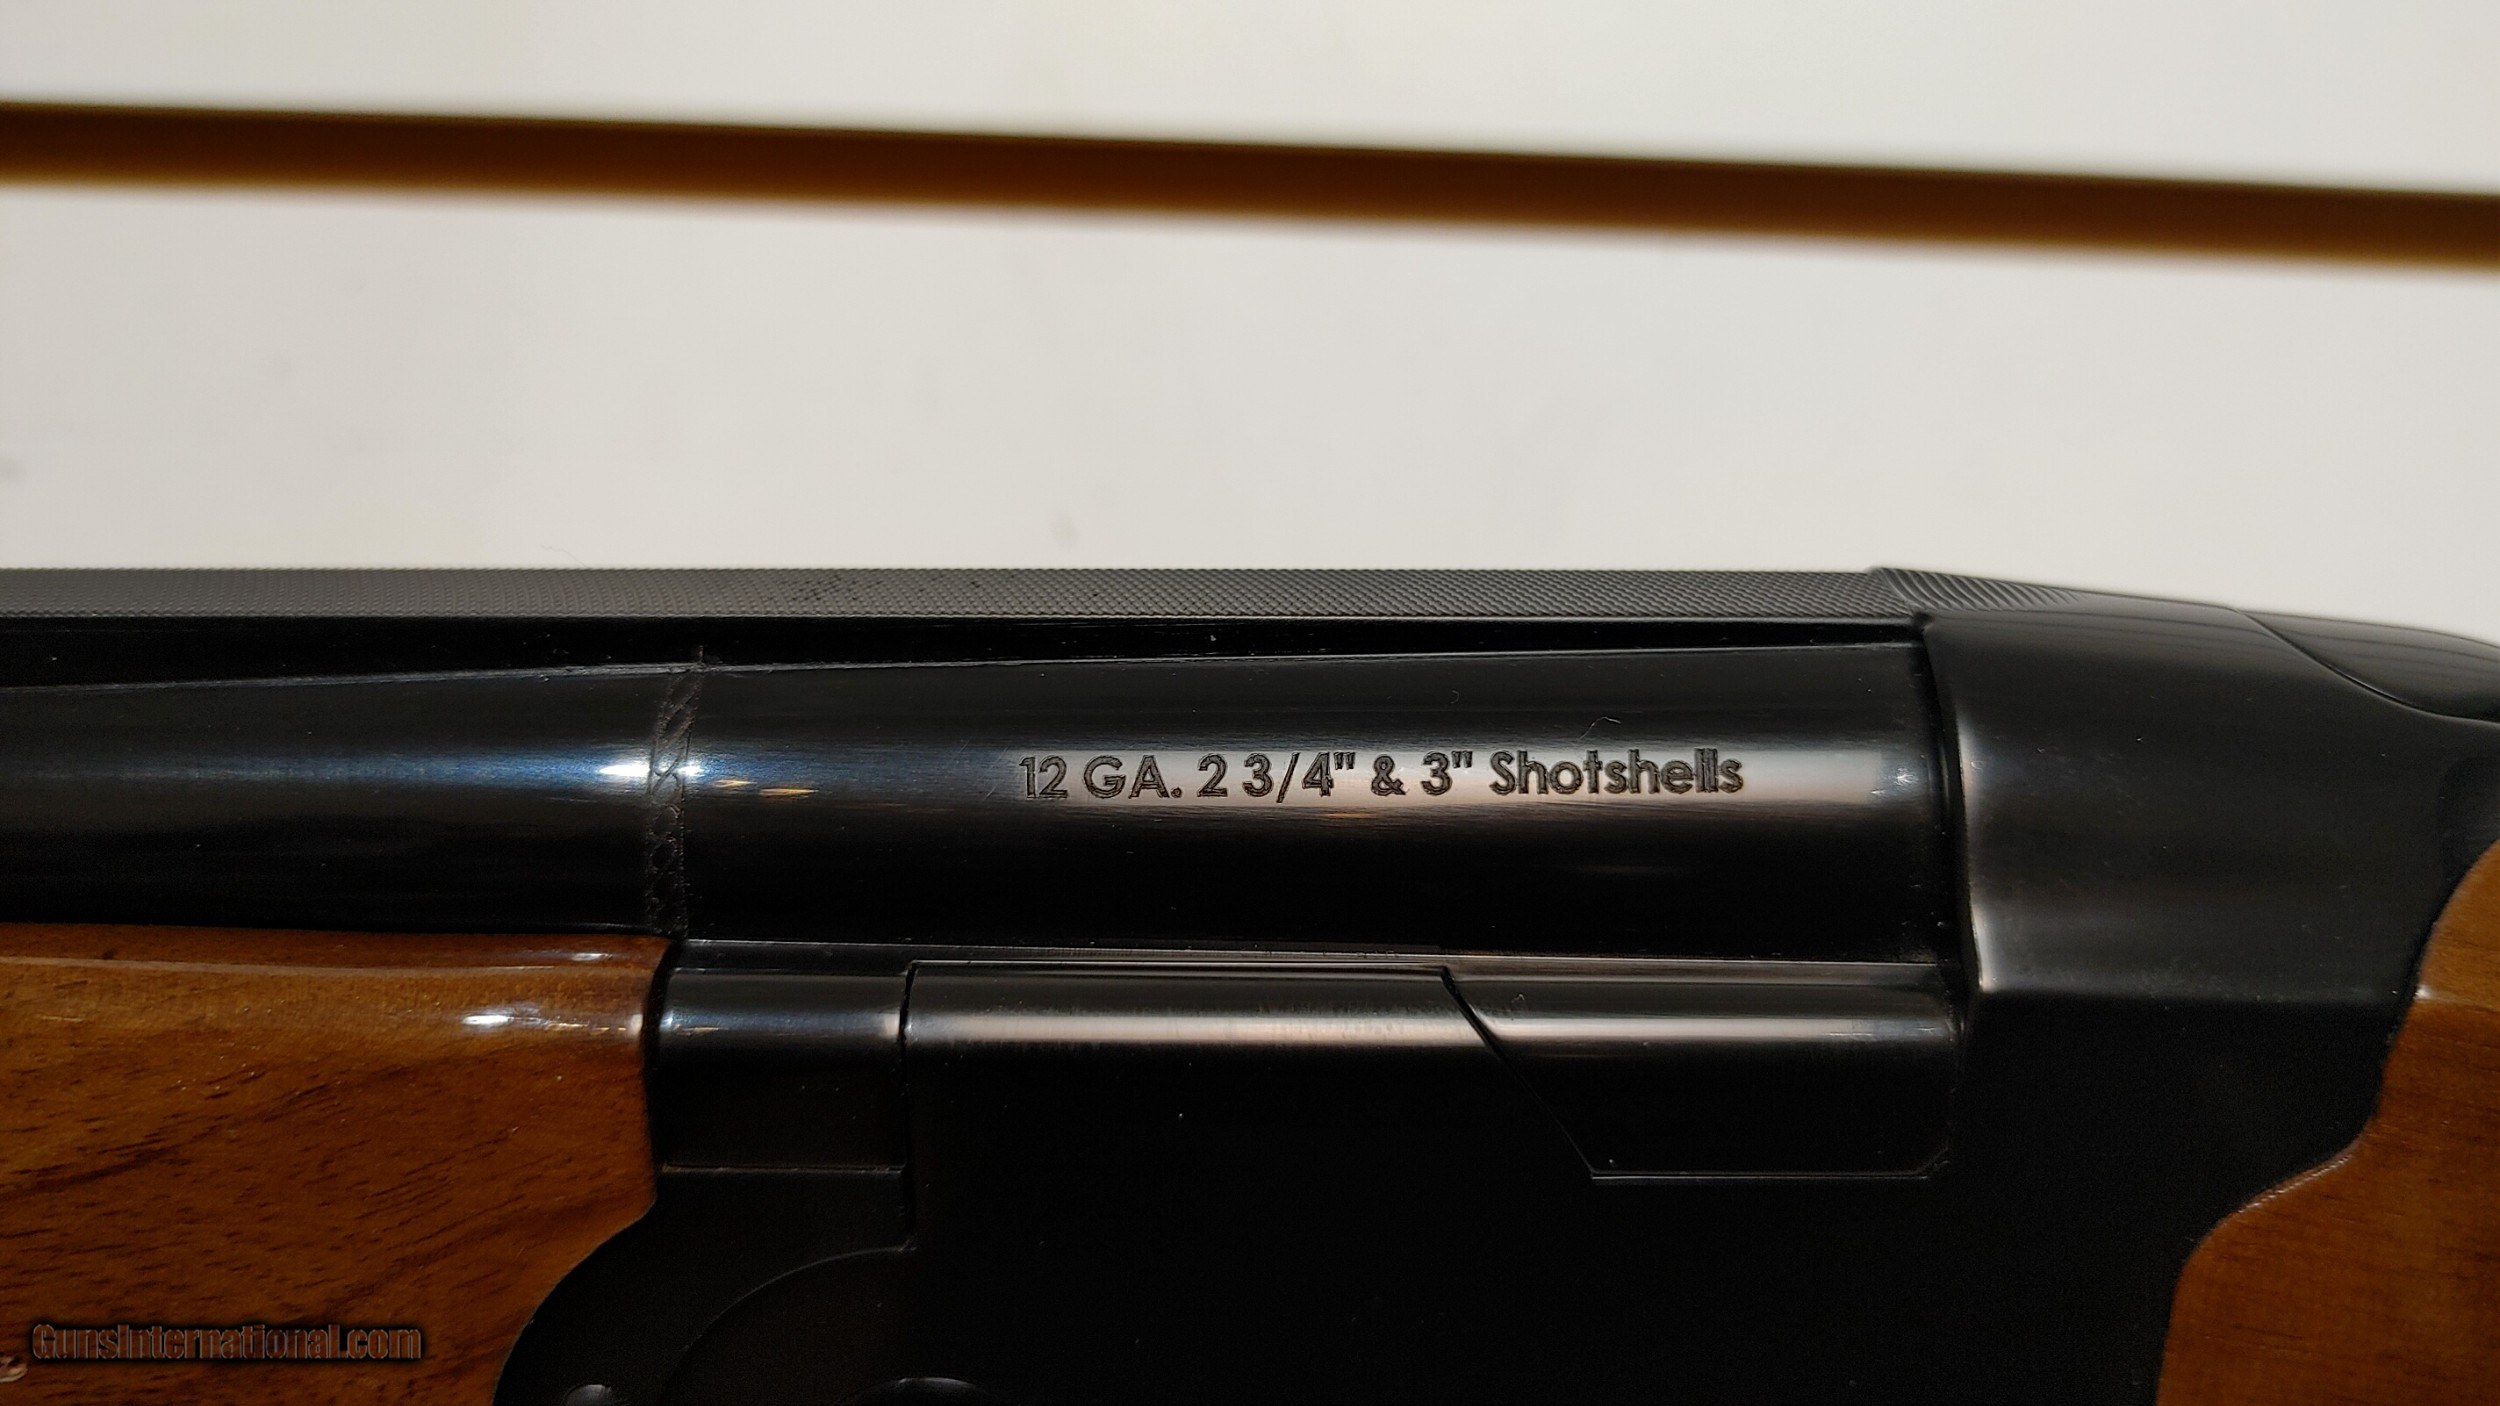 12 GA. 2 3/4" & 3" Shotshells
GunsInternational.com